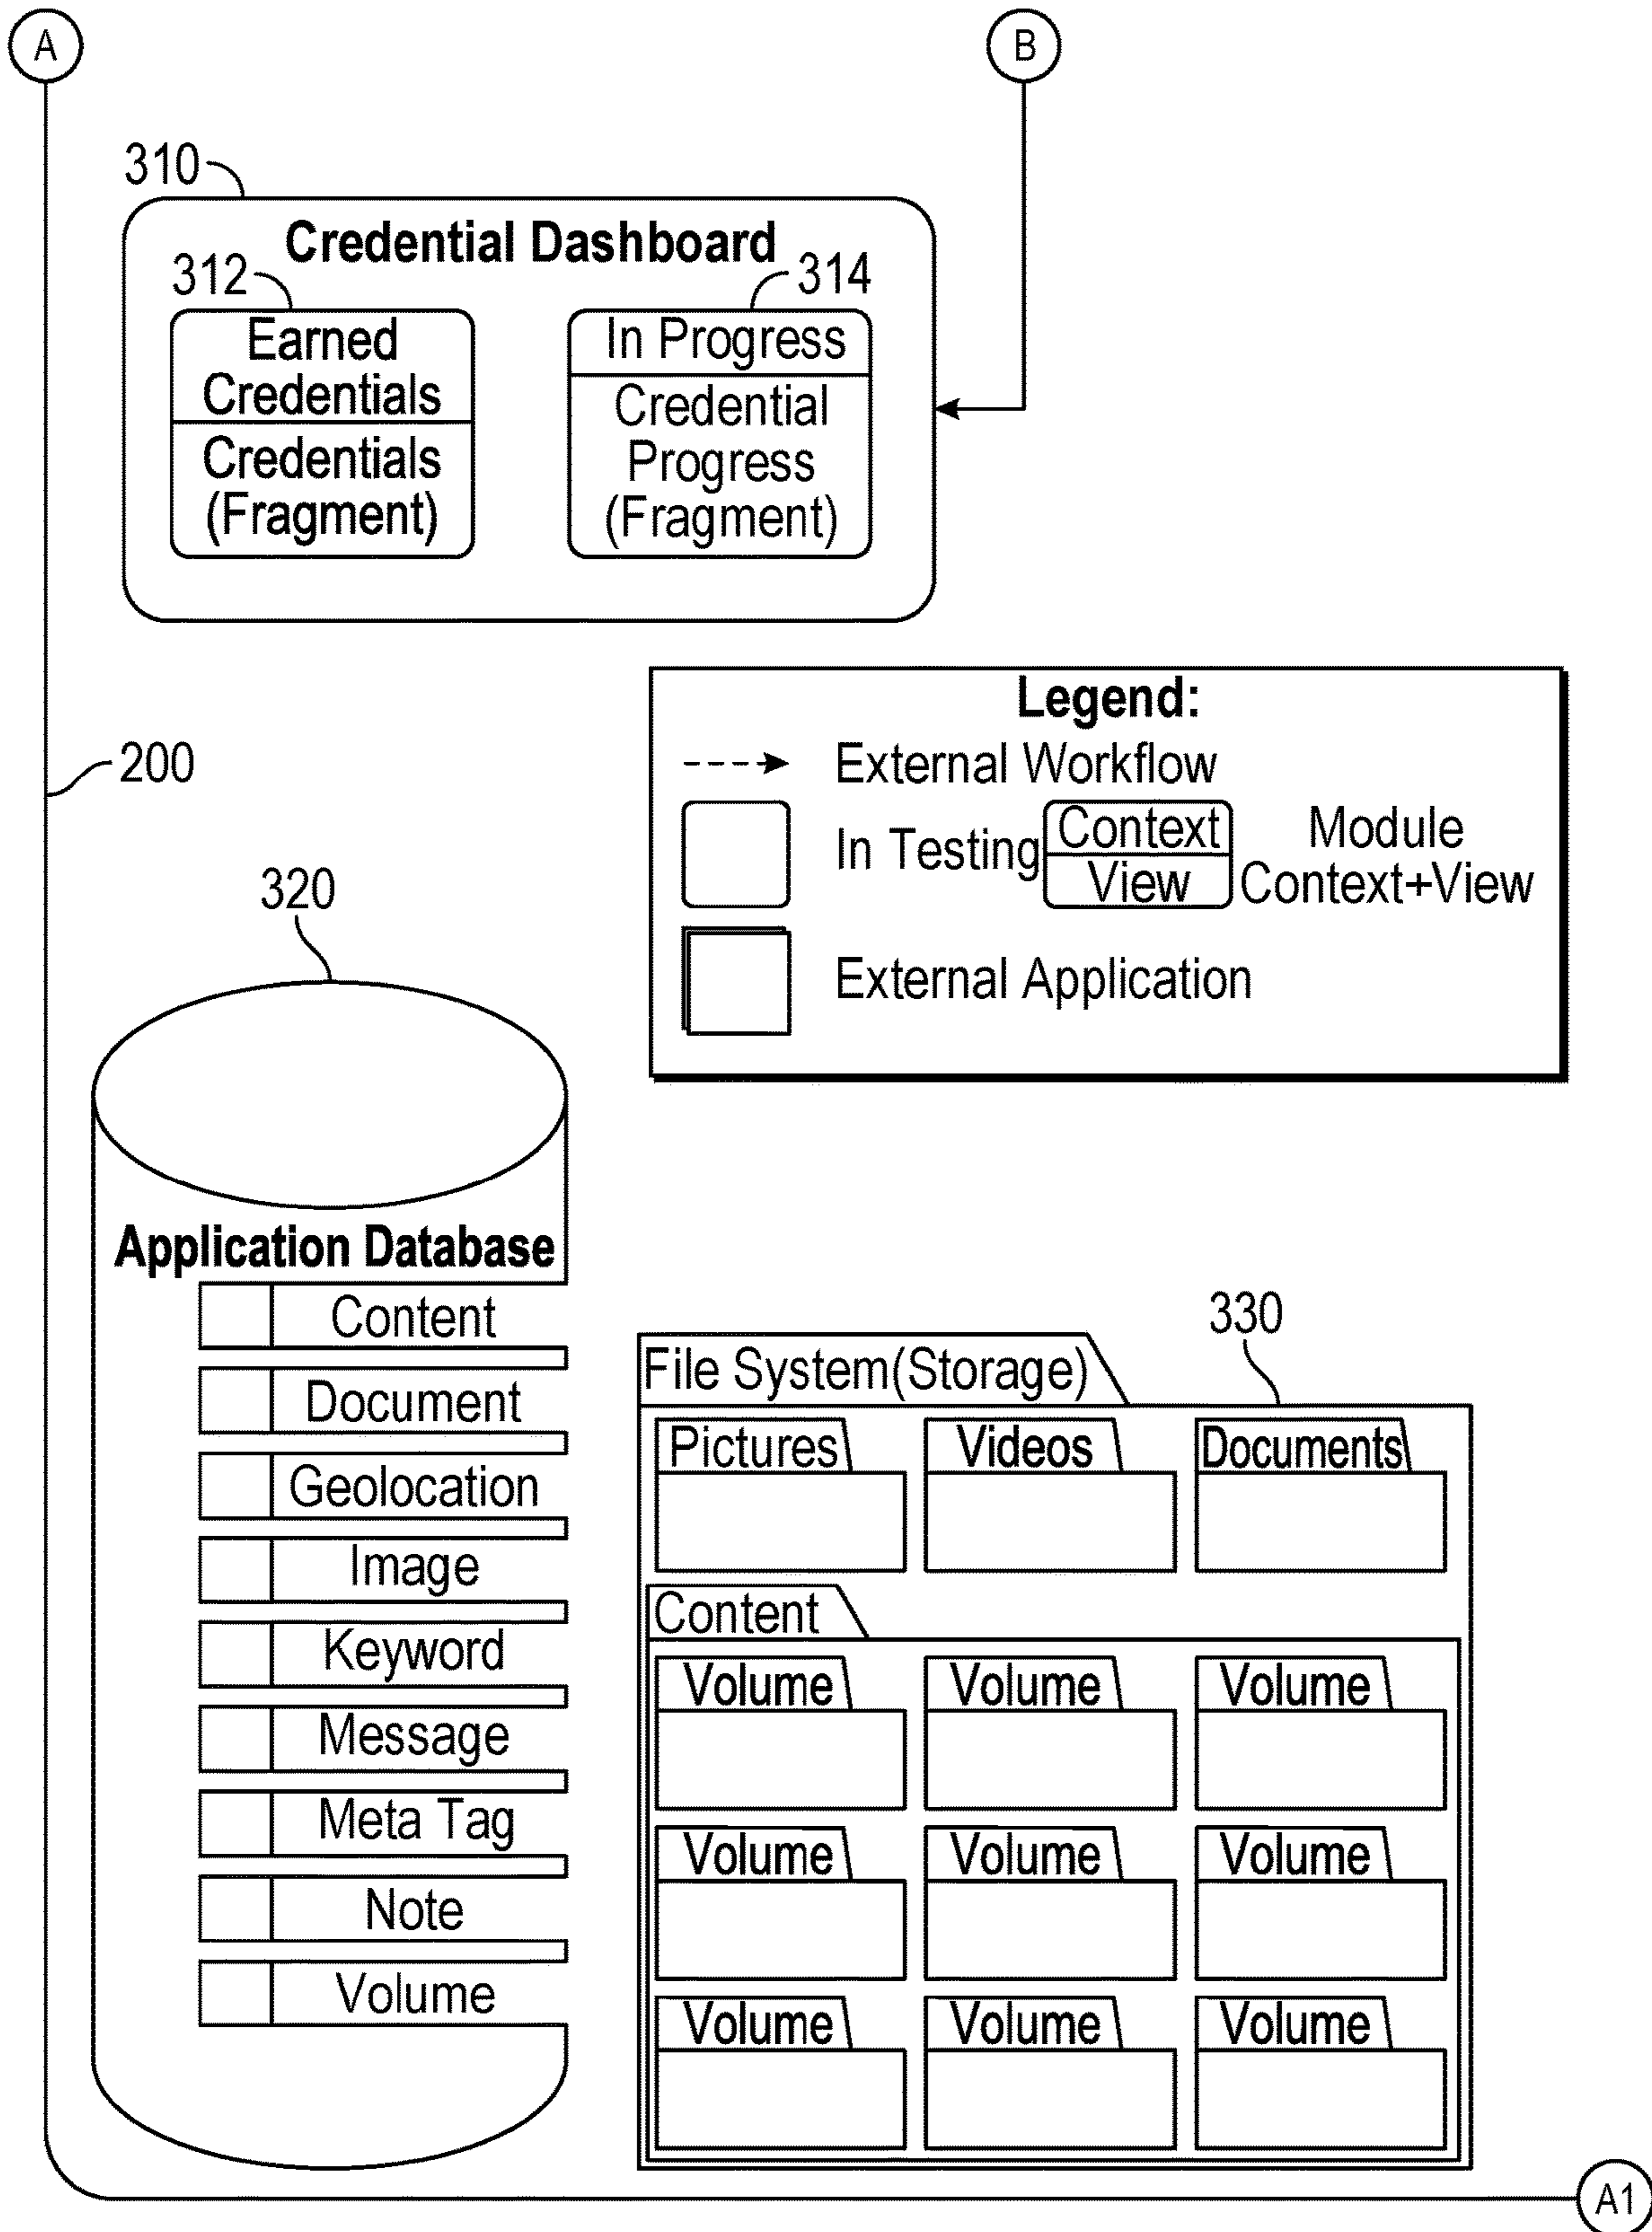 A
B
310
Credential Dashboard
312
314
Earned
Credentials
Credentials
(Fragment)
In Progress
Credential
Progress
(Fragment)
200
Legend:
External Workflow
In Testing
Context
View
Module
Context+View
External Application
320
Application Database
Content
Document
Geolocation
Image
Keyword
Message
Meta Tag
Note
Volume
330
File System(Storage)
Pictures
Videos
Documents
Content
Volume
Volume
Volume
Volume
Volume
Volume
Volume
Volume
Volume
A1